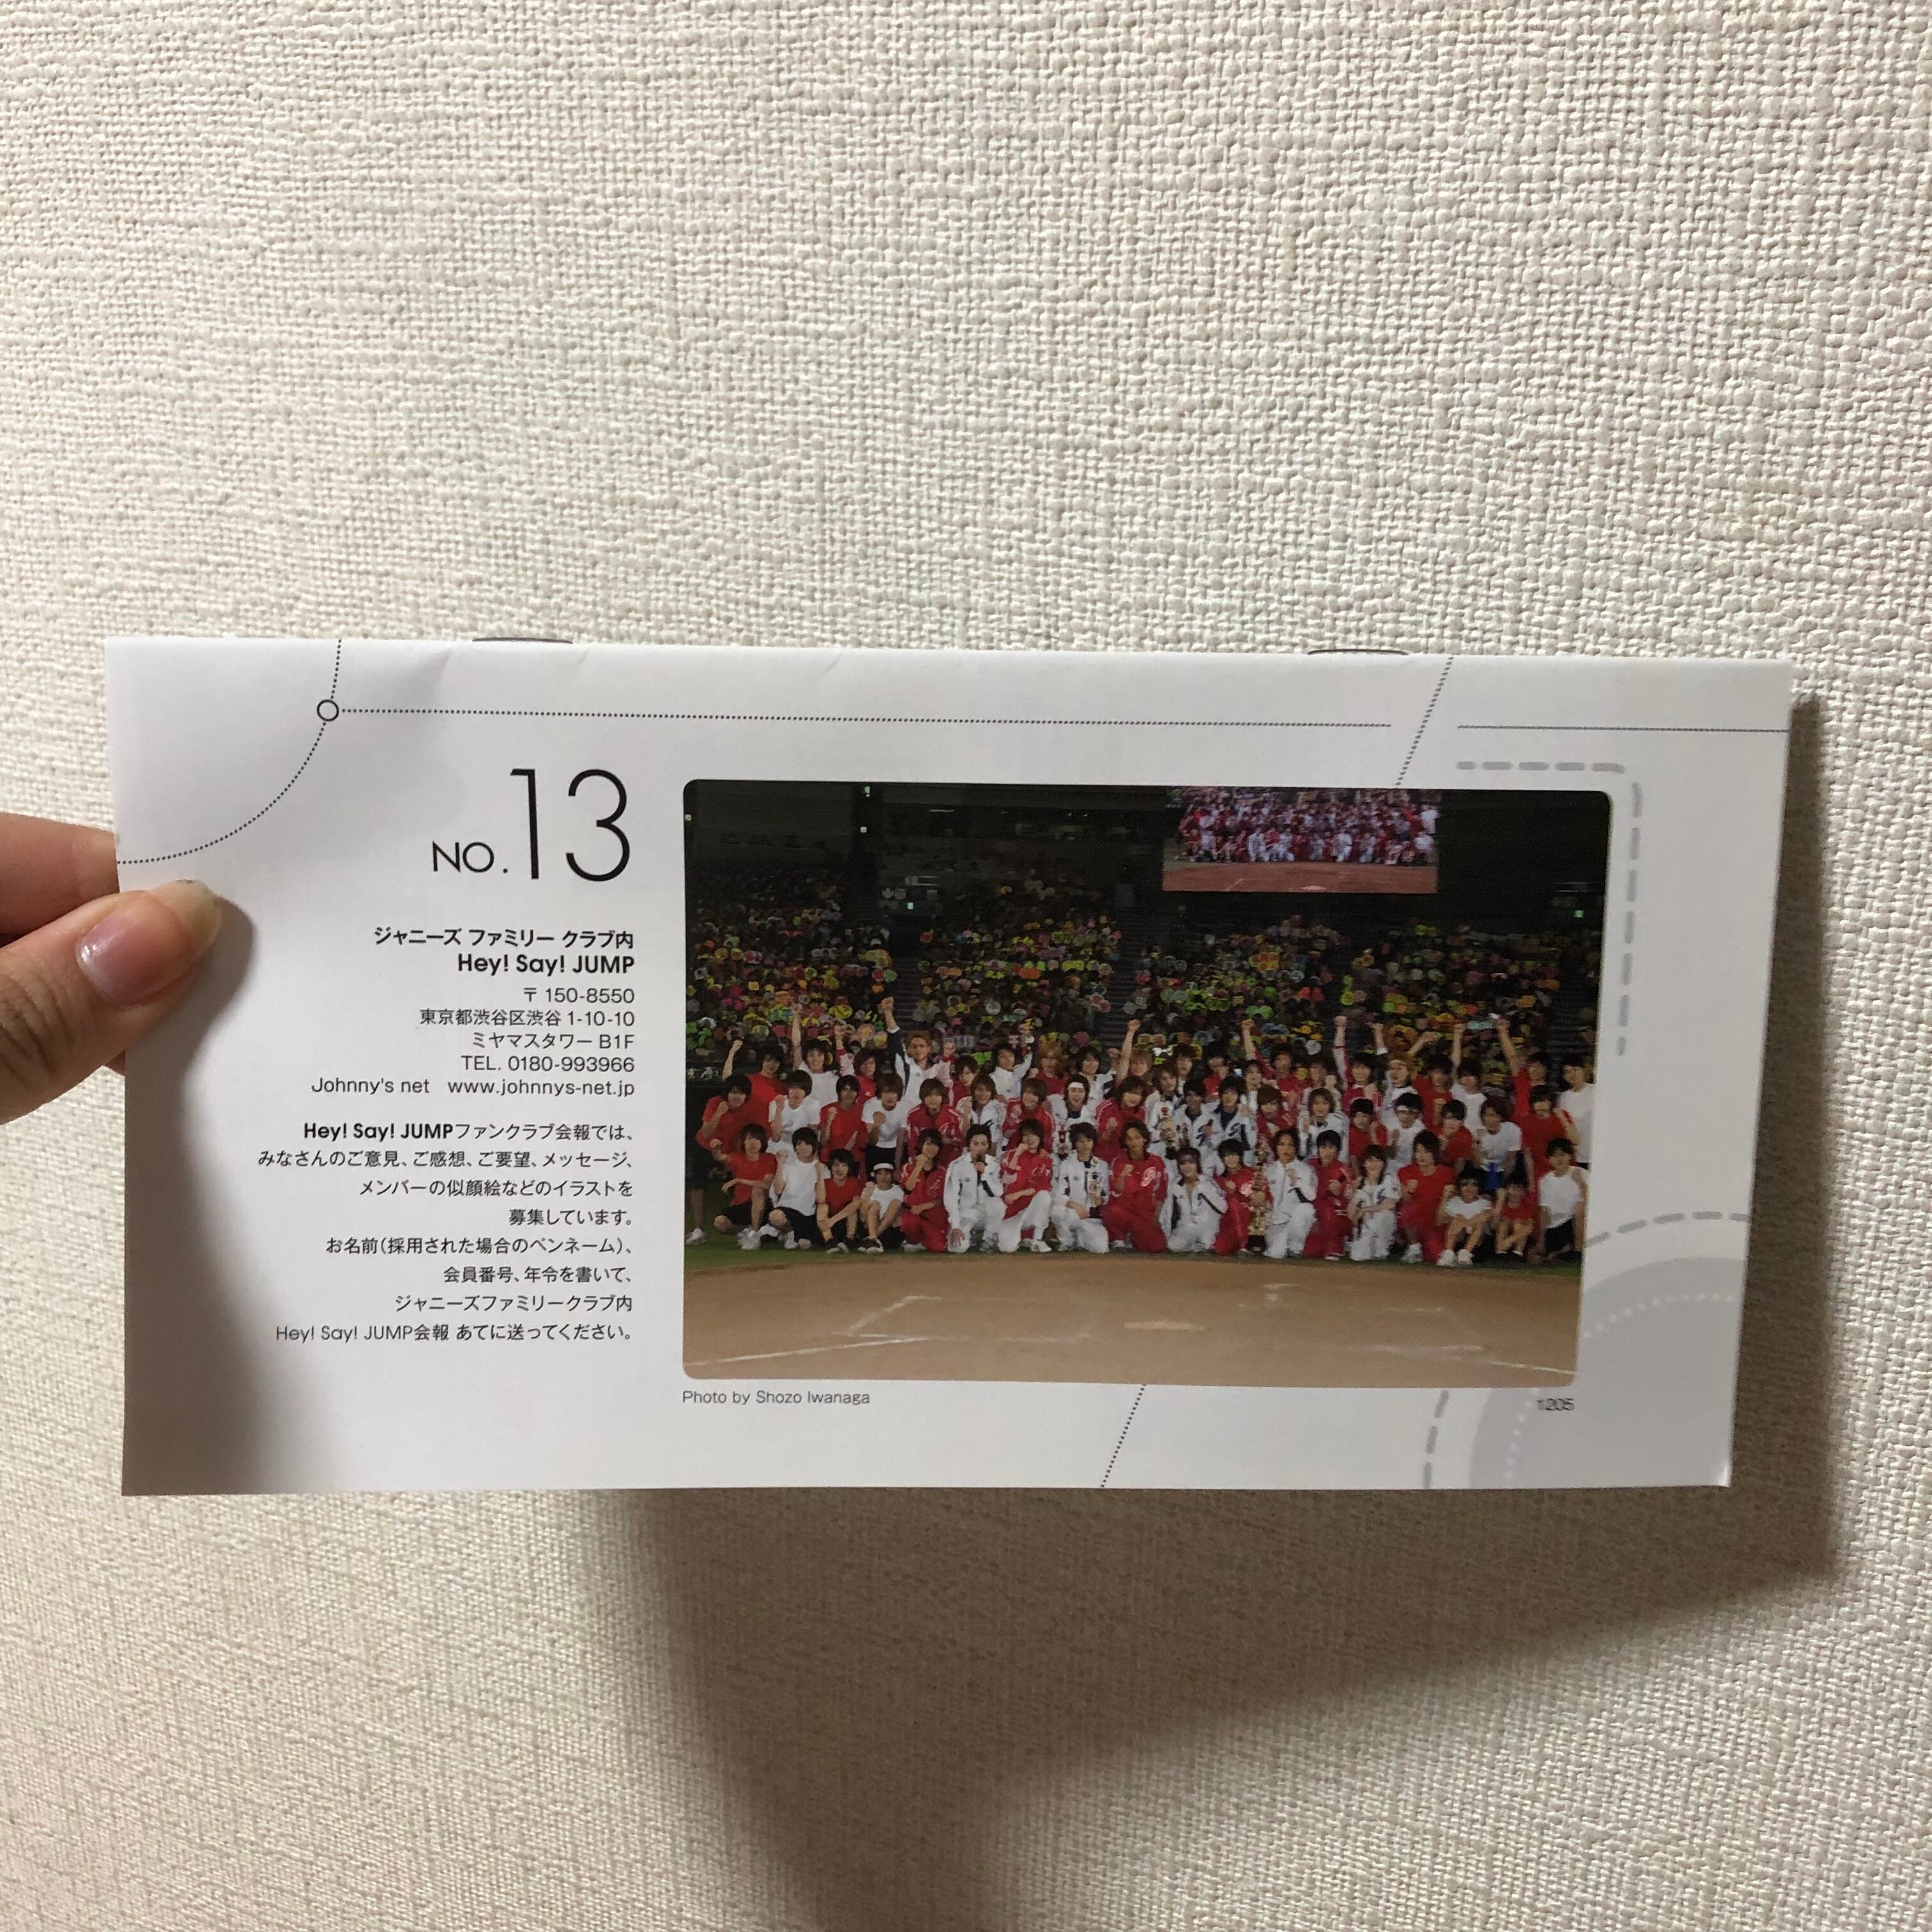 NO.13
ジャニーズ ファミリー クラブ内
Hey! Say! JUMP
〒150-8550
東京都渋谷区渋谷1-10-10
ミヤマスタワーB1F
TEL. 0180-993966
Johnny's net www.johnnys-net.jp
Hey! Say! JUMPファンクラブ会報では、
みなさんのご意見、ご感想、ご要望、メッセージ、
メンバーの似顔絵などのイラストを
募集しています。
お名前(採用された場合のペンネーム)、
会員番号、年令を書いて、
ジャニーズファミリークラブ内
Hey! Say! JUMP会報 あてに送ってください。
Photo by Shozo Iwanaga
1205